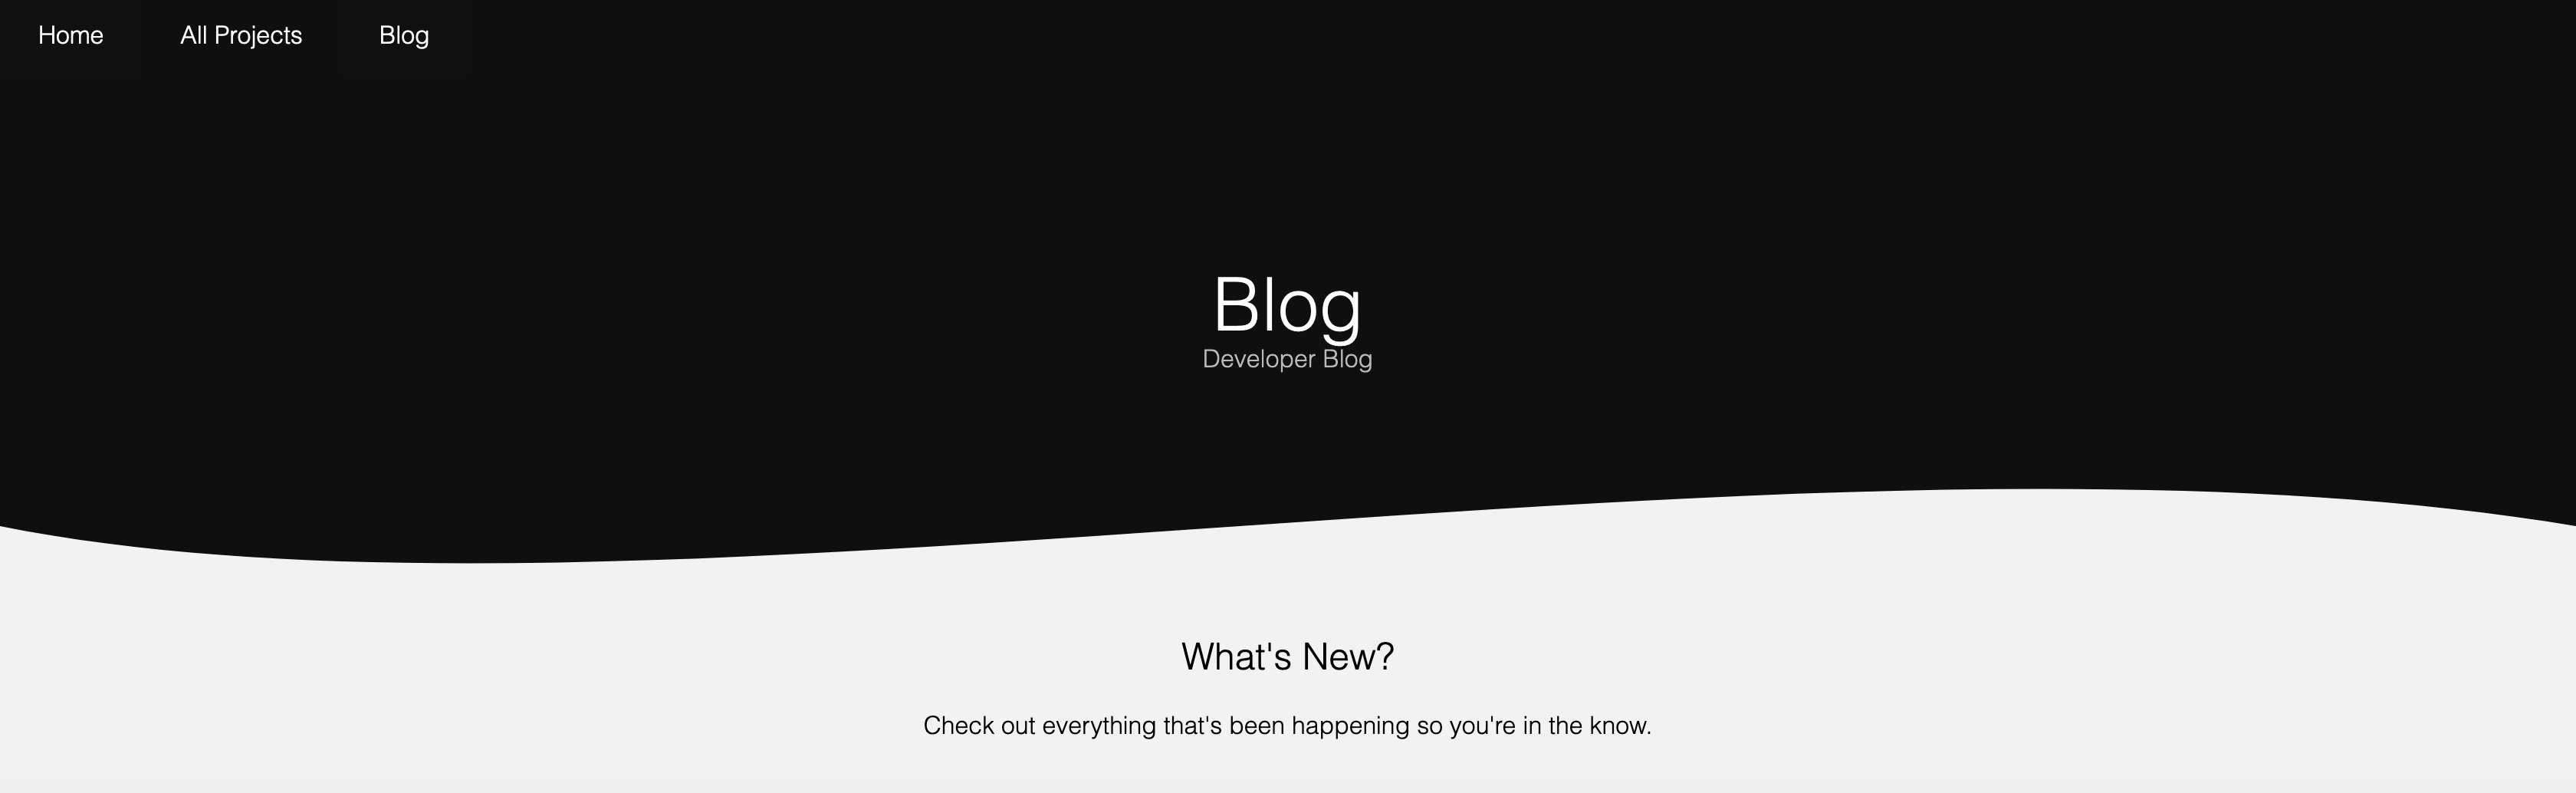 Home All Projects Blog
Blog
Developer Blog
What's New?
Check out everything that's been happening so you're in the know.